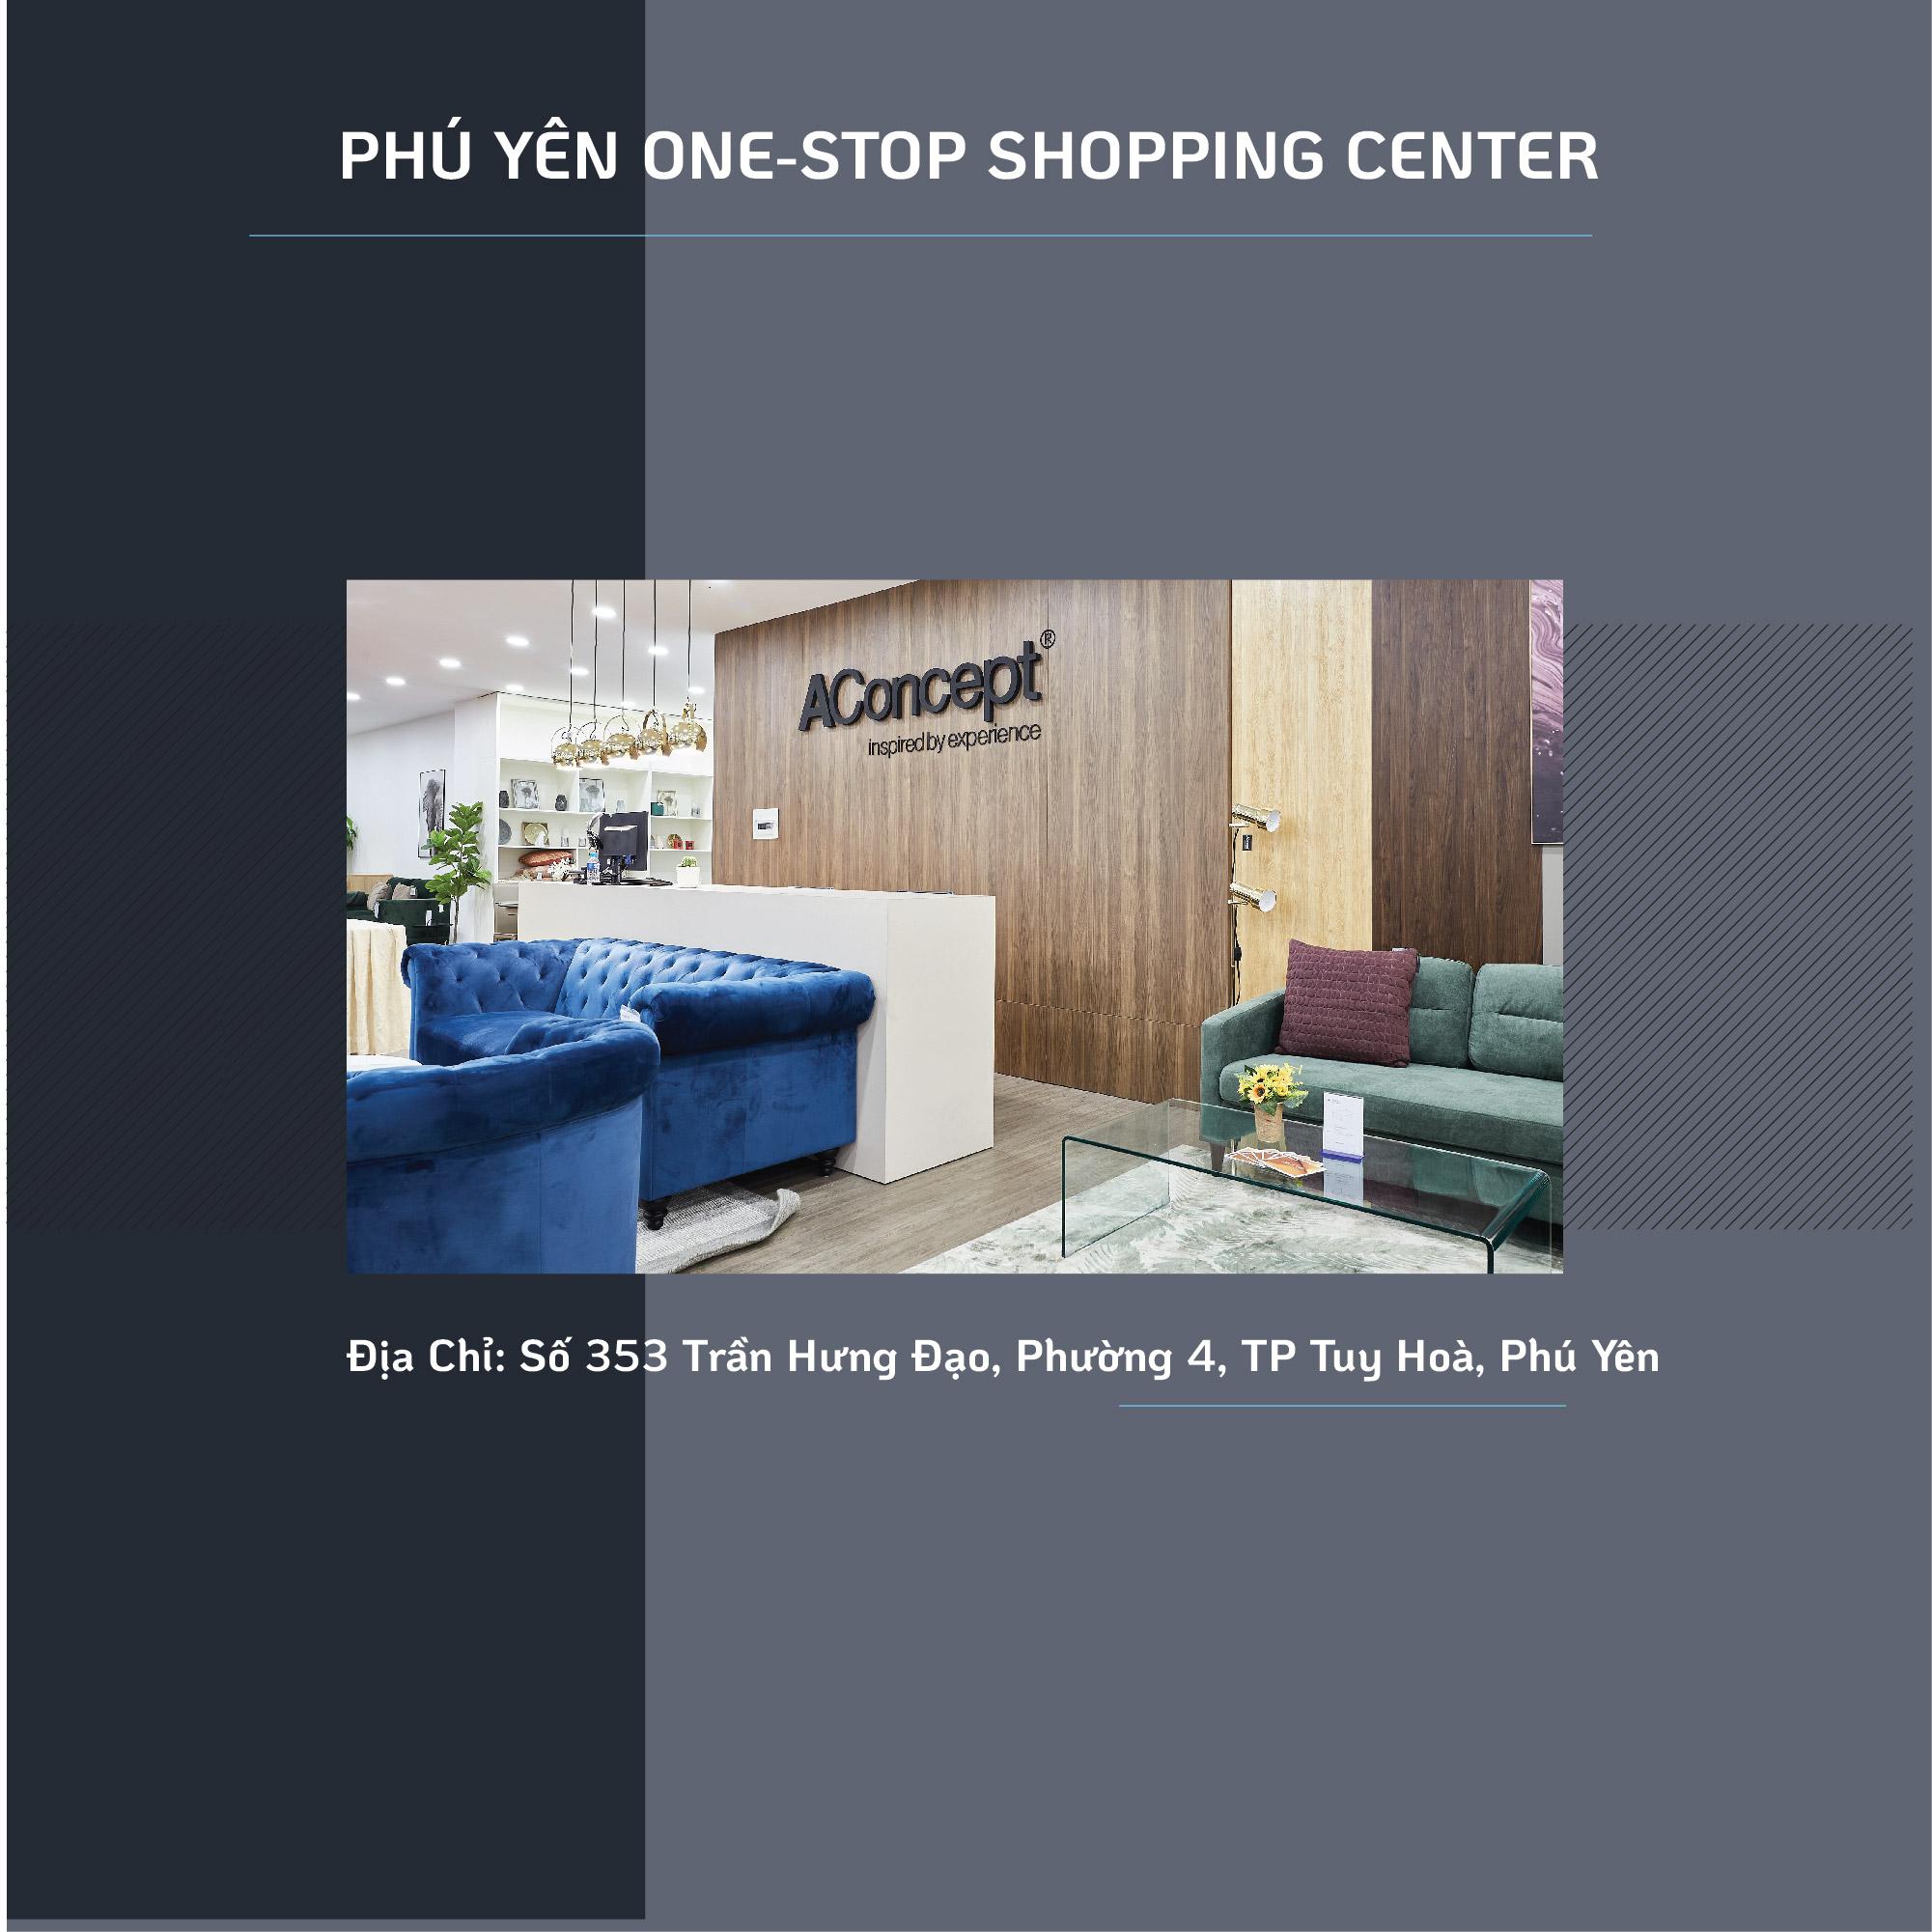 PHÚ YÊN ONE-STOP SHOPPING CENTER
AConcept®
inspired by experience
Địa Chỉ: Số 353 Trần Hưng Đạo, Phường 4, TP Tuy Hoà, Phú Yên